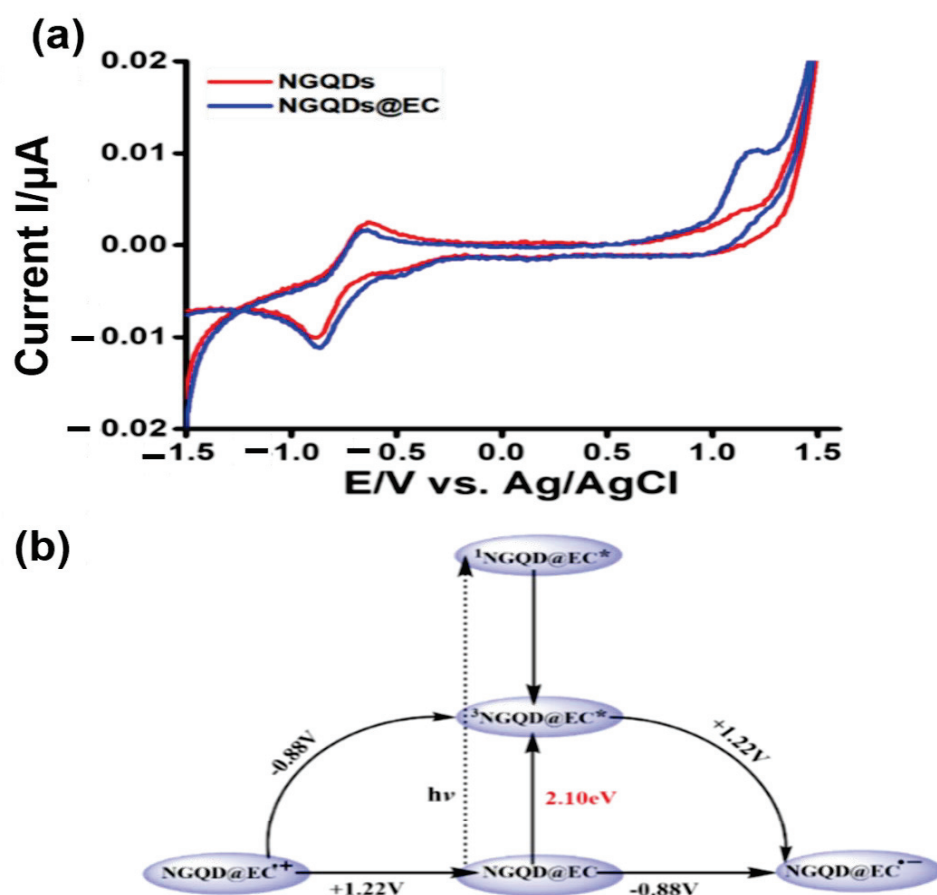 (a)
0.02
NGQDs
NGQDs@EC
0.01
0.00
−0.01
−0.02
Current I/µA
−1.5 −1.0 −0.5 0.0 0.5 1.0 1.5
E/V vs. Ag/AgCl
(b)
¹NGQD@EC*
³NGQD@EC*
-0.88V
+1.22V
hν
2.10eV
NGQD@EC•+
NGQD@EC
NGQD@EC•−
+1.22V
-0.88V